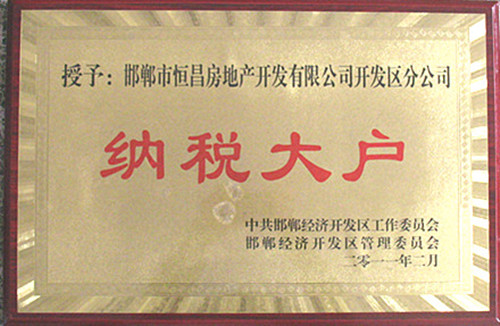 授予：邯郸市恒昌房地产开发有限公司开发区分公司
纳税大户
中共邯郸经济开发区工作委员会
邯郸经济开发区管理委员会
二零一一年二月